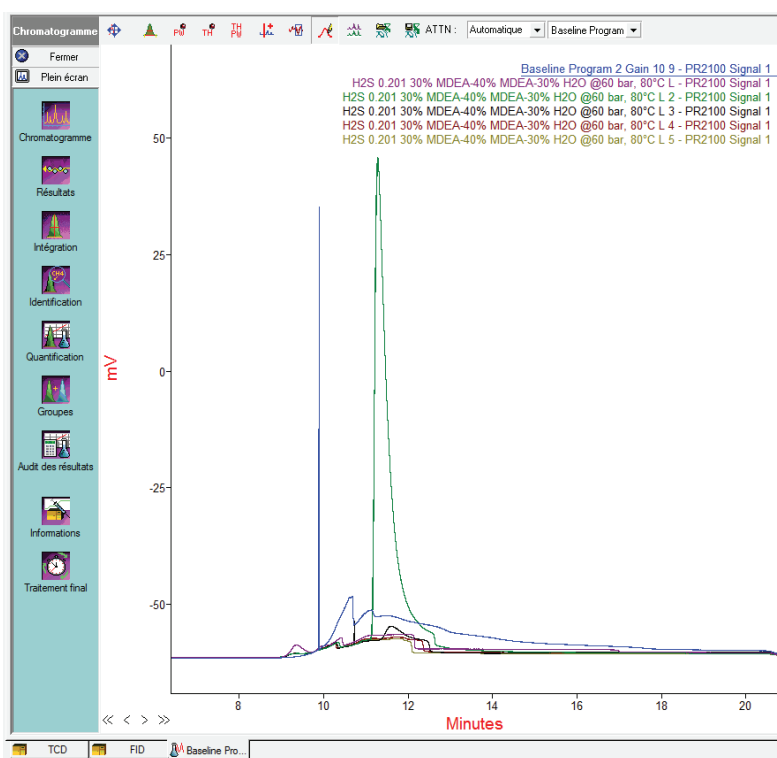 Chromatogramme
ATTN :
Automatique
Baseline Program
Fermer
Plein écran
Chromatogramme
Résultats
Intégration
Identification
Quantification
Groupes
Audit des résultats
Informations
Traitement final
PW
TH
TH
PW
CH4
Baseline Program 2 Gain 10 9 - PR2100 Signal 1
H2S 0.201 30% MDEA-40% MDEA-30% H2O @60 bar, 80°C L - PR2100 Signal 1
H2S 0.201 30% MDEA-40% MDEA-30% H2O @60 bar, 80°C L 2 - PR2100 Signal 1
H2S 0.201 30% MDEA-40% MDEA-30% H2O @60 bar, 80°C L 3 - PR2100 Signal 1
H2S 0.201 30% MDEA-40% MDEA-30% H2O @60 bar, 80°C L 4 - PR2100 Signal 1
H2S 0.201 30% MDEA-40% MDEA-30% H2O @60 bar, 80°C L 5 - PR2100 Signal 1
50
25
0
-25
-50
mV
8
10
12
14
16
18
20
Minutes
<< < > >>
TCD
FID
Baseline Pro...